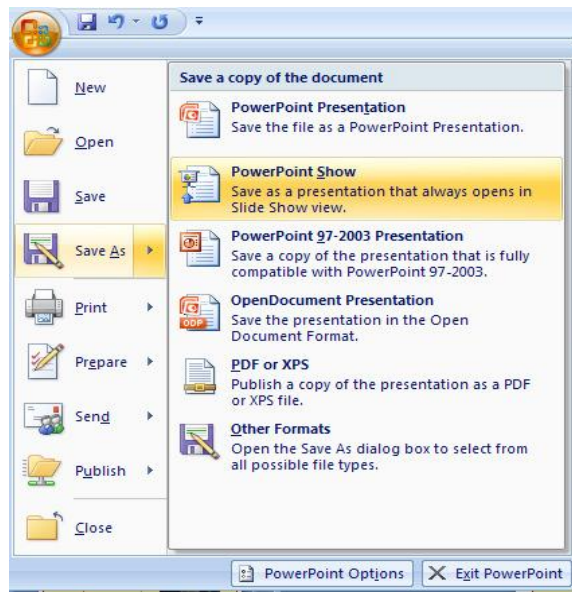 New
Open
Save
Save As
Print
Prepare
Send
Publish
Close
Save a copy of the document
PowerPoint Presentation
Save the file as a PowerPoint Presentation.
PowerPoint Show
Save as a presentation that always opens in
Slide Show view.
PowerPoint 97-2003 Presentation
Save a copy of the presentation that is fully
compatible with PowerPoint 97-2003.
ODP
OpenDocument Presentation
Save the presentation in the Open
Document Format.
PDF or XPS
Publish a copy of the presentation as a PDF
or XPS file.
Other Formats
Open the Save As dialog box to select from
all possible file types.
PowerPoint Options
Exit PowerPoint